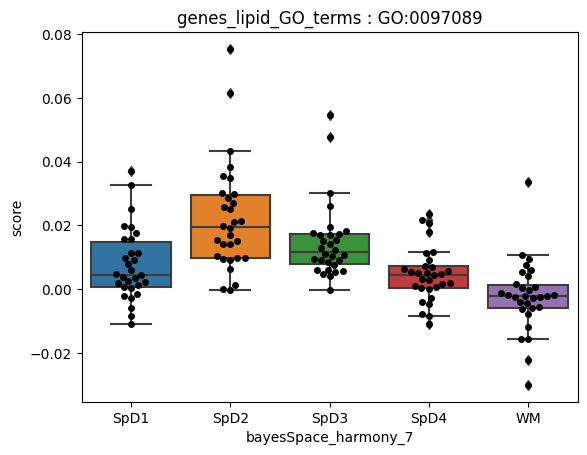 genes_lipid_GO_terms : GO:0097089
0.08
0.06
0.04
0.02
0.00
−0.02
score
SpD1 SpD2 SpD3 SpD4 WM
bayesSpace_harmony_7